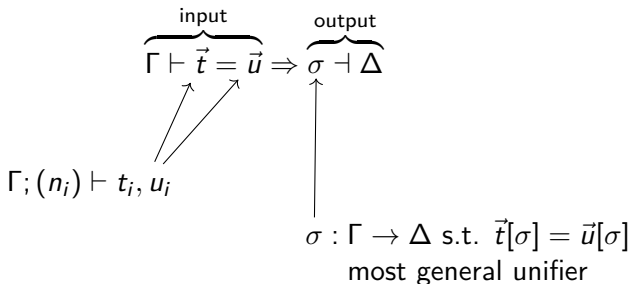 input output
Γ ⊢ t⃗ = u⃗ ⇒ σ ⊣ Δ
Γ; (nᵢ) ⊢ tᵢ, uᵢ
σ : Γ → Δ s.t. t⃗[σ] = u⃗[σ]
most general unifier